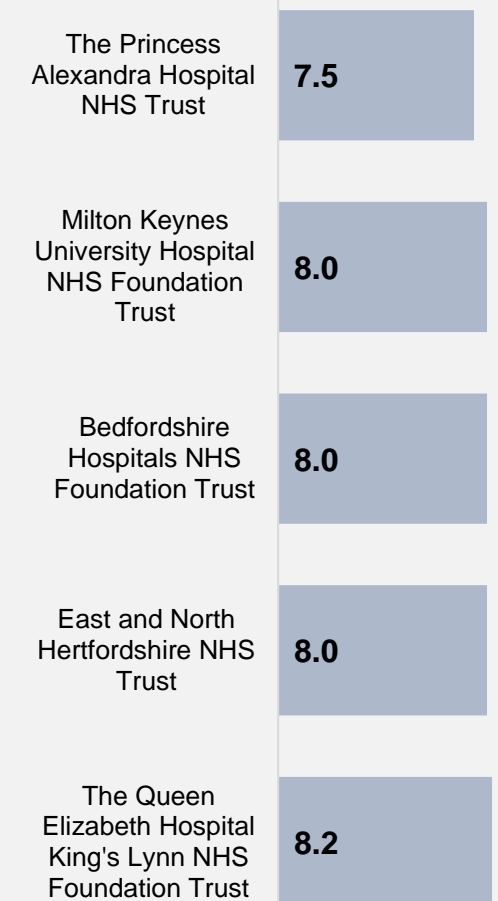 The Princess
Alexandra Hospital
NHS Trust
7.5
Milton Keynes
University Hospital
NHS Foundation
Trust
8.0
Bedfordshire
Hospitals NHS
Foundation Trust
8.0
East and North
Hertfordshire NHS
Trust
8.0
The Queen
Elizabeth Hospital
King's Lynn NHS
Foundation Trust
8.2